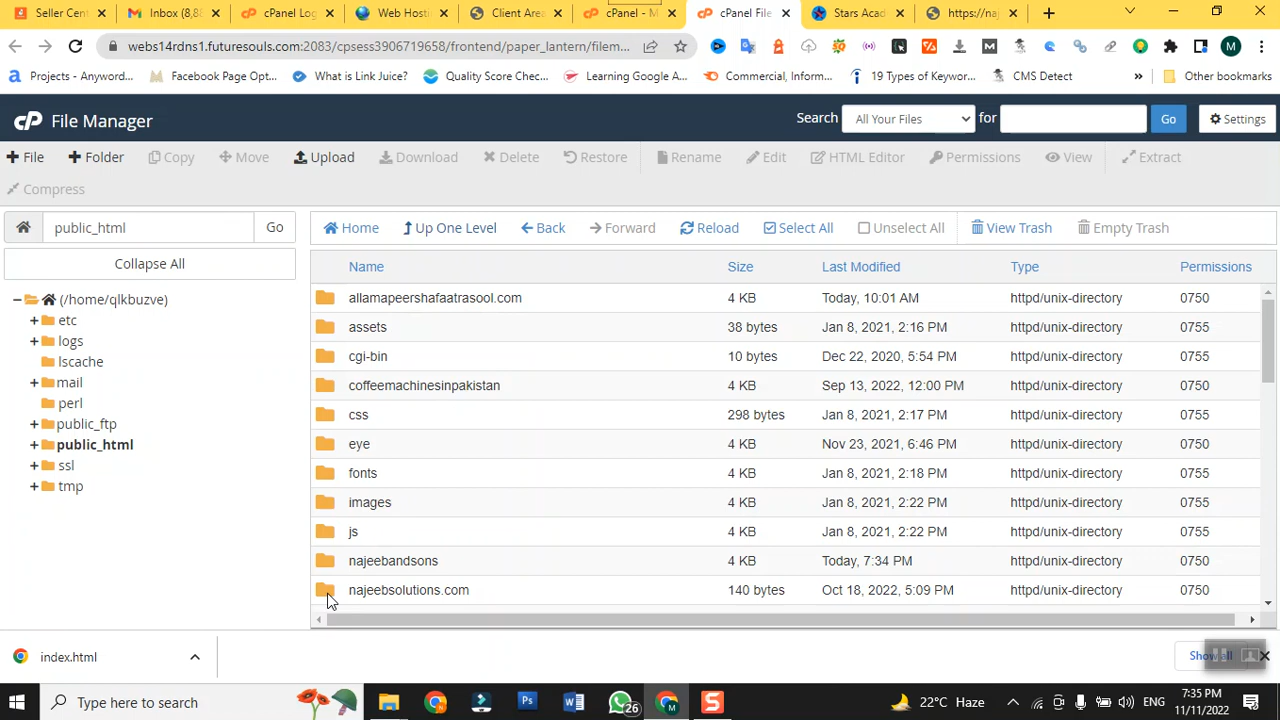 Seller Cent
Inbox (8,8
cPanel Log
Web Hosti
Client Area
cPanel - M
cPanel File
Stars Acad
https://naj
webs14rdns1.futuresouls.com:2083/cpsess3906719658/frontend/paper_lantern/filem...
M
Projects - Anyword...
Facebook Page Opt...
What is Link Juice?
Quality Score Chec...
Learning Google A...
Commercial, Inform...
19 Types of Keywor...
CMS Detect
Other bookmarks
cP File Manager
Search All Your Files for Go Settings
File Folder Copy Move Upload Download Delete Restore Rename Edit HTML Editor Permissions View Extract
Compress
public_html Go
Home Up One Level Back Forward Reload Select All Unselect All View Trash Empty Trash
Collapse All
(/home/qlkbuzve)
etc
logs
lscache
mail
perl
public_ftp
public_html
ssl
tmp
Name Size Last Modified Type Permissions
allamapeershafaatrasool.com 4 KB Today, 10:01 AM httpd/unix-directory 0750
assets 38 bytes Jan 8, 2021, 2:16 PM httpd/unix-directory 0755
cgi-bin 10 bytes Dec 22, 2020, 5:54 PM httpd/unix-directory 0755
coffeemachinesinpakistan 4 KB Sep 13, 2022, 12:00 PM httpd/unix-directory 0750
css 298 bytes Jan 8, 2021, 2:17 PM httpd/unix-directory 0755
eye 4 KB Nov 23, 2021, 6:46 PM httpd/unix-directory 0750
fonts 4 KB Jan 8, 2021, 2:18 PM httpd/unix-directory 0755
images 4 KB Jan 8, 2021, 2:22 PM httpd/unix-directory 0755
js 4 KB Jan 8, 2021, 2:22 PM httpd/unix-directory 0755
najeebandsons 4 KB Today, 7:34 PM httpd/unix-directory 0750
najeebsolutions.com 140 bytes Oct 18, 2022, 5:09 PM httpd/unix-directory 0750
index.html
Show all
Type here to search
26
22°C Haze
ENG
7:35 PM
11/11/2022